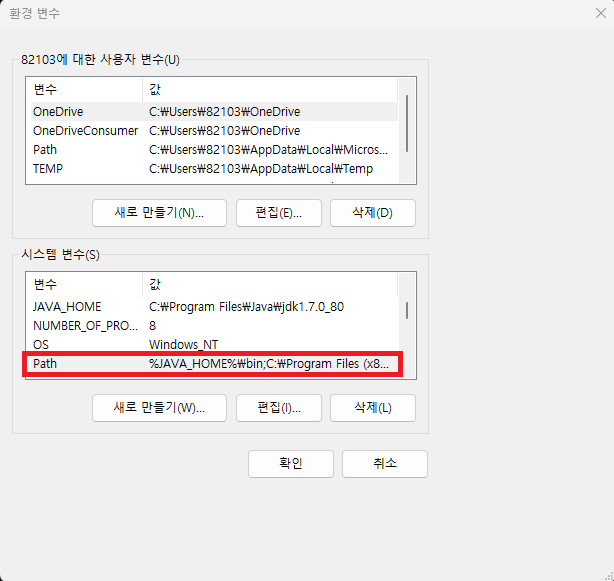 환경 변수
82103에 대한 사용자 변수(U)
변수 값
OneDrive C:₩Users₩82103₩OneDrive
OneDriveConsumer C:₩Users₩82103₩OneDrive
Path C:₩Users₩82103₩AppData₩Local₩Micros...
TEMP C:₩Users₩82103₩AppData₩Local₩Temp
새로 만들기(N)... 편집(E)... 삭제(D)
시스템 변수(S)
변수 값
JAVA_HOME C:₩Program Files₩Java₩jdk1.7.0_80
NUMBER_OF_PRO... 8
OS Windows_NT
Path %JAVA_HOME%₩bin;C:₩Program Files (x8...
새로 만들기(W)... 편집(I)... 삭제(L)
확인 취소